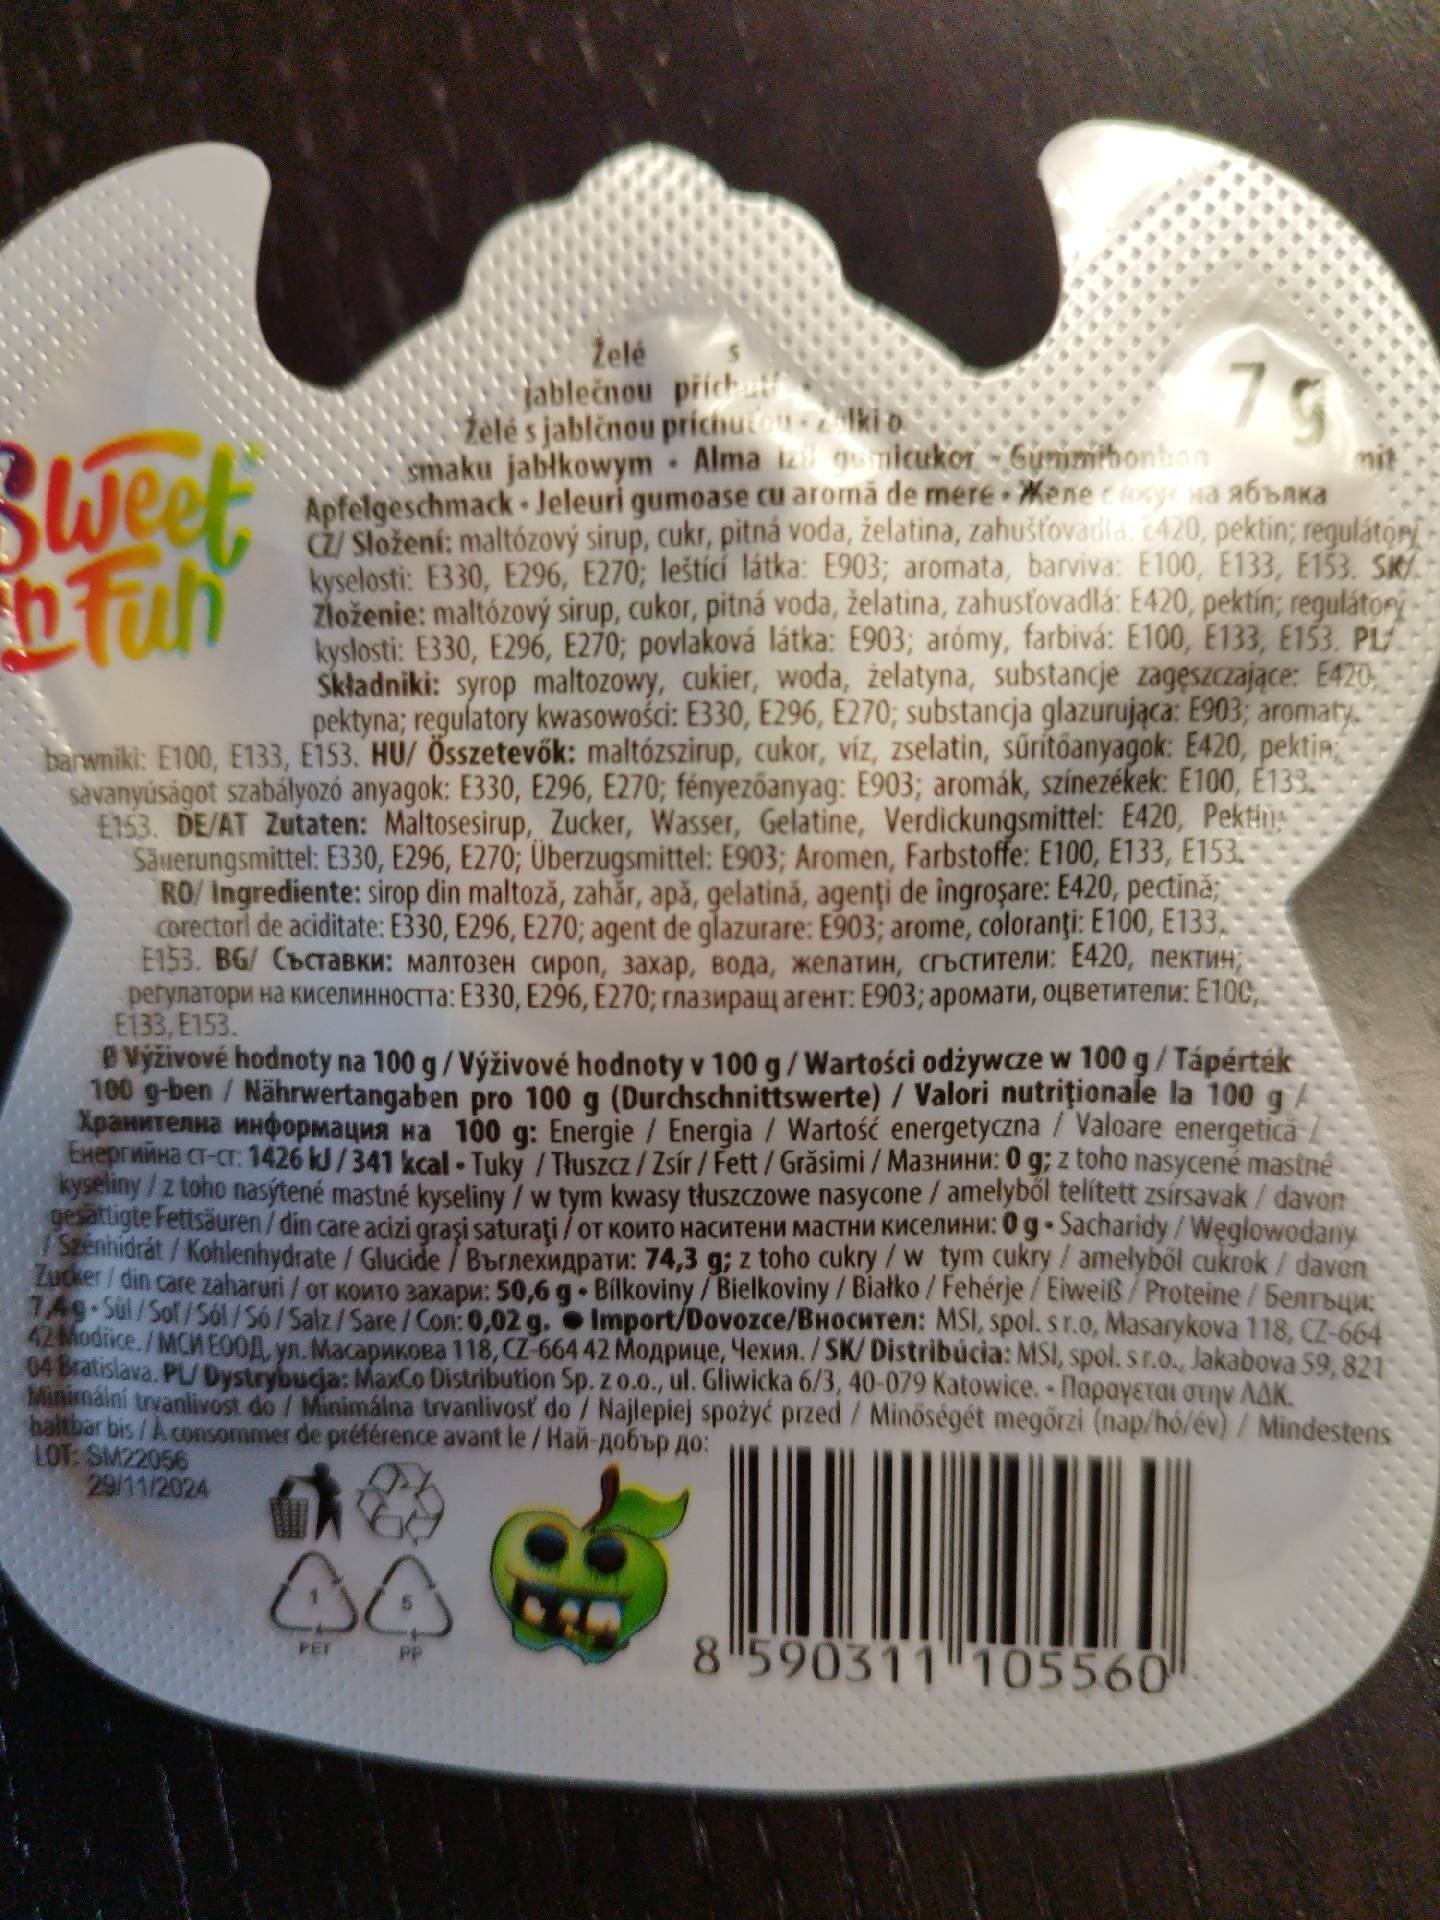 Želé s
jablečnou příchutí •
Želé s jablčnou príchuťou • Żelki o
smaku jabłkowym • Alma ízű gumicukor • Gummibonbon mit
7 g
Sweet
n Fun
Apfelgeschmack • Jeleuri gumoase cu aromă de mere • Желе с вкус на ябълка
CZ/ Složení: maltózový sirup, cukr, pitná voda, želatina, zahušťovadla: E420, pektin; regulátory
kyselosti: E330, E296, E270; leštící látka: E903; aromata, barviva: E100, E133, E153. SK/
Zloženie: maltózový sirup, cukor, pitná voda, želatina, zahusťovadlá: E420, pektín; regulátory
kyslosti: E330, E296, E270; povlaková látka: E903; arómy, farbivá: E100, E133, E153. PL/
Składniki: syrop maltozowy, cukier, woda, żelatyna, substancje zagęszczające: E420,
pektyna; regulatory kwasowości: E330, E296, E270; substancja glazurująca: E903; aromaty,
barwniki: E100, E133, E153. HU/ Összetevők: maltózszirup, cukor, víz, zselatin, sűrítőanyagok: E420, pektin;
savanyúságot szabályozó anyagok: E330, E296, E270; fényezőanyag: E903; aromák, színezékek: E100, E133,
E153. DE/AT Zutaten: Maltosesirup, Zucker, Wasser, Gelatine, Verdickungsmittel: E420, Pektin;
Säuerungsmittel: E330, E296, E270; Überzugsmittel: E903; Aromen, Farbstoffe: E100, E133, E153.
RO/ Ingrediente: sirop din maltoză, zahăr, apă, gelatină, agenți de îngroșare: E420, pectină;
corectori de aciditate: E330, E296, E270; agent de glazurare: E903; arome, coloranți: E100, E133,
E153. BG/ Съставки: малтозен сироп, захар, вода, желатин, сгъстители: E420, пектин;
регулатори на киселинността: E330, E296, E270; глазиращ агент: E903; аромати, оцветители: E100,
E133, E153.
Ø Výživové hodnoty na 100 g / Výživové hodnoty v 100 g / Wartości odżywcze w 100 g / Tápérték
100 g-ben / Nährwertangaben pro 100 g (Durchschnittswerte) / Valori nutriționale la 100 g /
Хранителна информация на 100 g: Energie / Energia / Wartość energetyczna / Valoare energetică /
Енергийна ст-ст: 1426 kJ / 341 kcal • Tuky / Tłuszcz / Zsír / Fett / Grăsimi / Мазнини: 0 g; z toho nasycené mastné
kyseliny / z toho nasýtené mastné kyseliny / w tym kwasy tłuszczowe nasycone / amelyből telített zsírsavak / davon
gesättigte Fettsäuren / din care acizi grași saturați / от които наситени мастни киселини: 0 g • Sacharidy / Węglowodany
/ Szénhidrát / Kohlenhydrate / Glucide / Въглехидрати: 74,3 g; z toho cukry / w tym cukry / amelyből cukrok / davon
Zucker / din care zaharuri / от които захари: 50,6 g • Bílkoviny / Bielkoviny / Białko / Fehérje / Eiweiß / Proteine / Белтъци:
7,4 g • Sůl / Soľ / Sól / Só / Salz / Sare / Сол: 0,02 g. ● Import/Dovozce/Вносител: MSI, spol. s r.o, Masarykova 118, CZ-664
42 Modřice. / МСИ ЕООД, ул. Масарикова 118, CZ-664 42 Модрице, Чехия. / SK/ Distribúcia: MSI, spol. s r.o., Jakabova 59, 821
04 Bratislava. PL/ Dystrybucja: MaxCo Distribution Sp. z o.o., ul. Gliwicka 6/3, 40-079 Katowice. • Παράγεται στην ΛΔΚ.
Minimální trvanlivost do / Minimálna trvanlivosť do / Najlepiej spożyć przed / Minőségét megőrzi (nap/hó/év) / Mindestens
haltbar bis / À consommer de préférence avant le / Най-добър до:
LOT: SM22056
29/11/2024
1
PET
5
PP
8 590311 105560